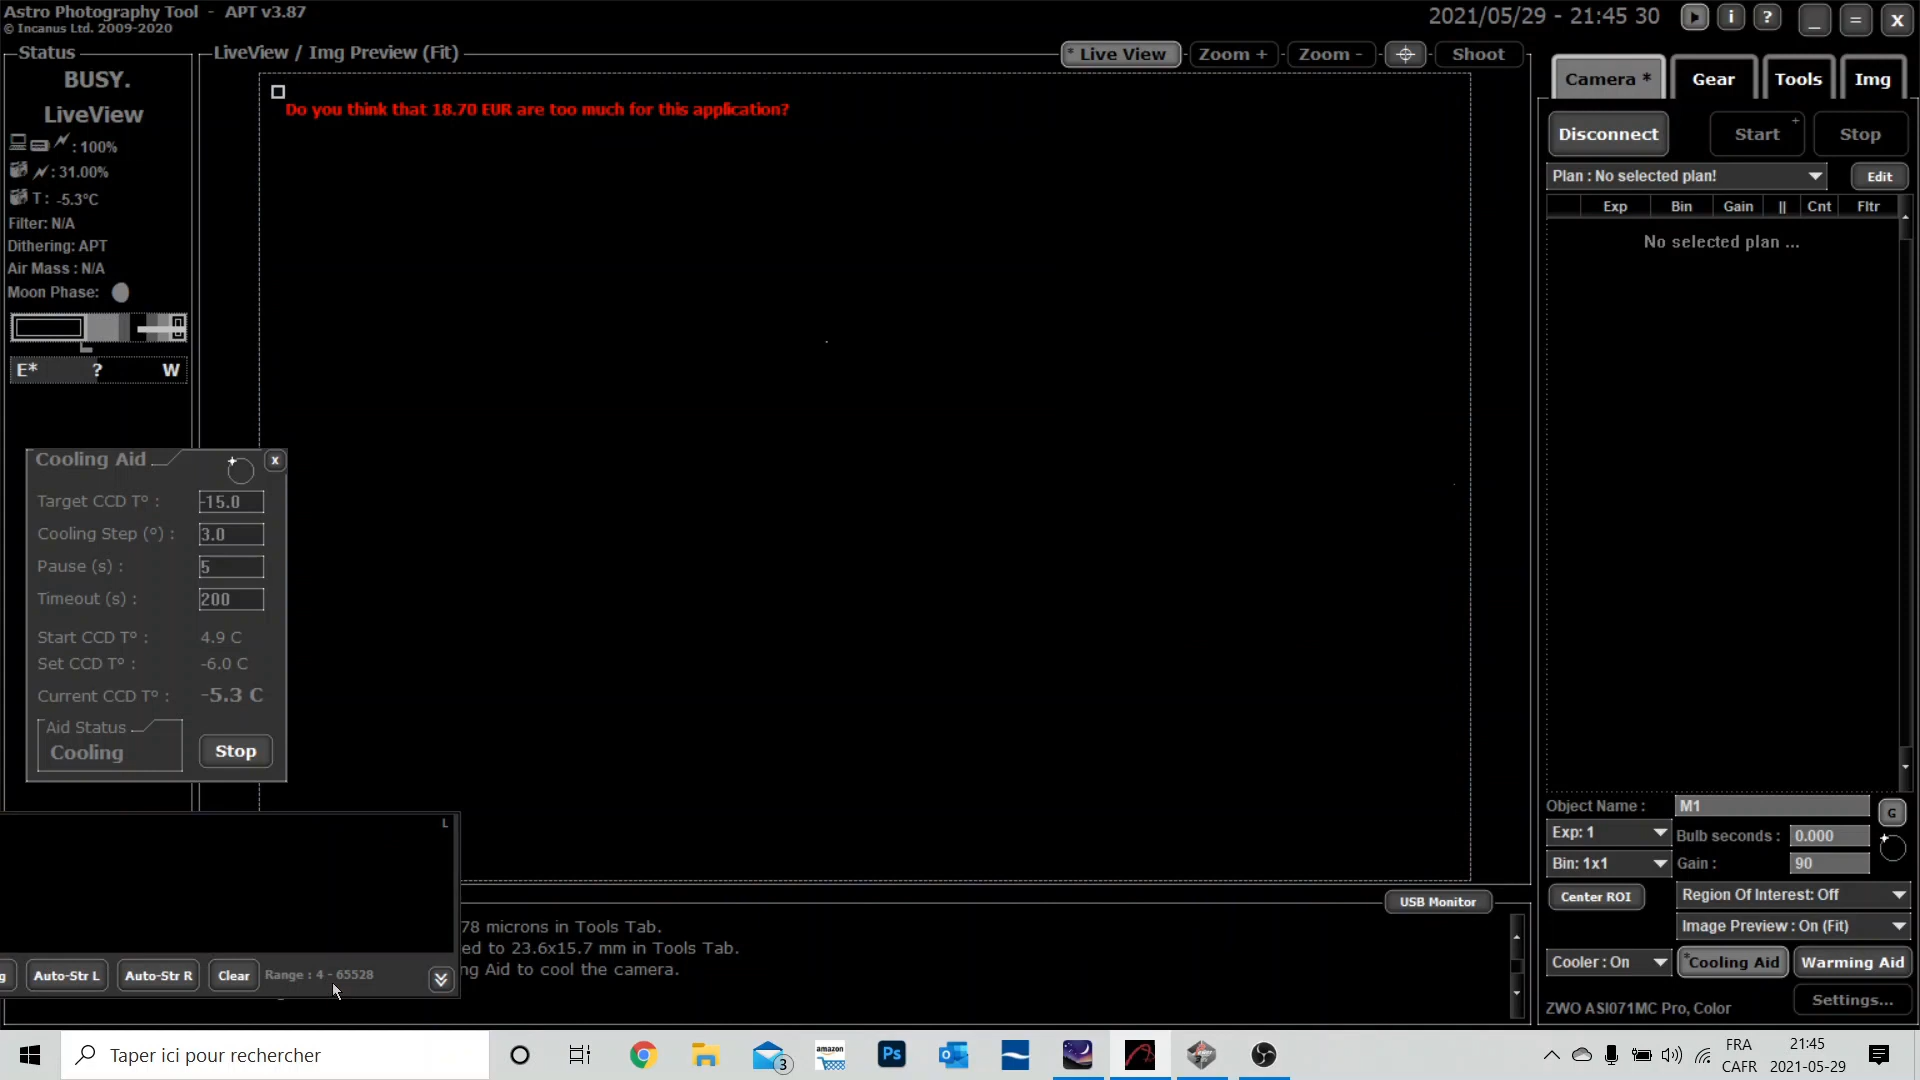 Astro Photography Tool - APT v3.87
© Incanus Ltd. 2009-2020
2021/05/29 - 21:45 30
i
?
_
=
X
Status
BUSY.
LiveView
: 100%
: 31.00%
T : -5.3°C
Filter: N/A
Dithering: APT
Air Mass : N/A
Moon Phase:
E* ? W
LiveView / Img Preview (Fit)
* Live View
Zoom +
Zoom -
Shoot
Do you think that 18.70 EUR are too much for this application?
Cooling Aid
x
Target CCD T° : -15.0
Cooling Step (°) : 3.0
Pause (s) : 5
Timeout (s) : 200
Start CCD T° : 4.9 C
Set CCD T° : -6.0 C
Current CCD T° : -5.3 C
Aid Status
Cooling
Stop
L
g
Auto-Str L
Auto-Str R
Clear
Range : 4 - 65528
USB Monitor
78 microns in Tools Tab.
ed to 23.6x15.7 mm in Tools Tab.
ng Aid to cool the camera.
Camera *
Gear
Tools
Img
Disconnect
Start +
Stop
Plan : No selected plan!
Edit
Exp Bin Gain || Cnt Fltr
No selected plan ...
Object Name : M1
G
Exp: 1
Bulb seconds : 0.000
Bin: 1x1
Gain : 90
Center ROI
Region Of Interest: Off
Image Preview : On (Fit)
Cooler : On
*Cooling Aid
Warming Aid
ZWO ASI071MC Pro, Color
Settings...
Taper ici pour rechercher
3
amazon
Ps
FRA
CAFR
21:45
2021-05-29